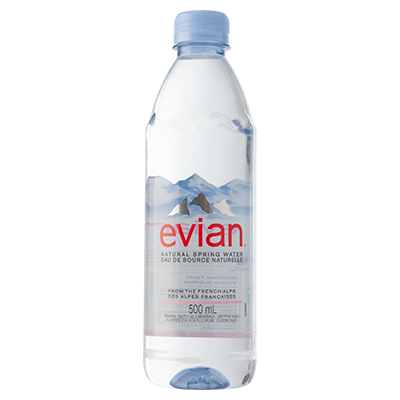 evian.
NATURAL SPRING WATER
EAU DE SOURCE NATURELLE
FROM THE FRENCH ALPS
DES ALPES FRANÇAISES
500 mL